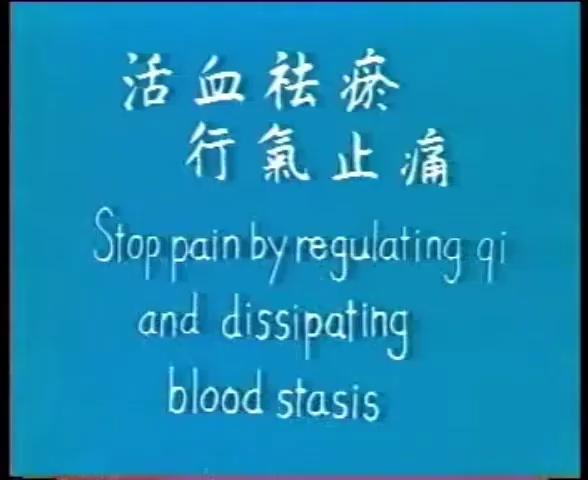 活血祛瘀
行氣止痛
Stop pain by regulating qi
and dissipating
blood stasis